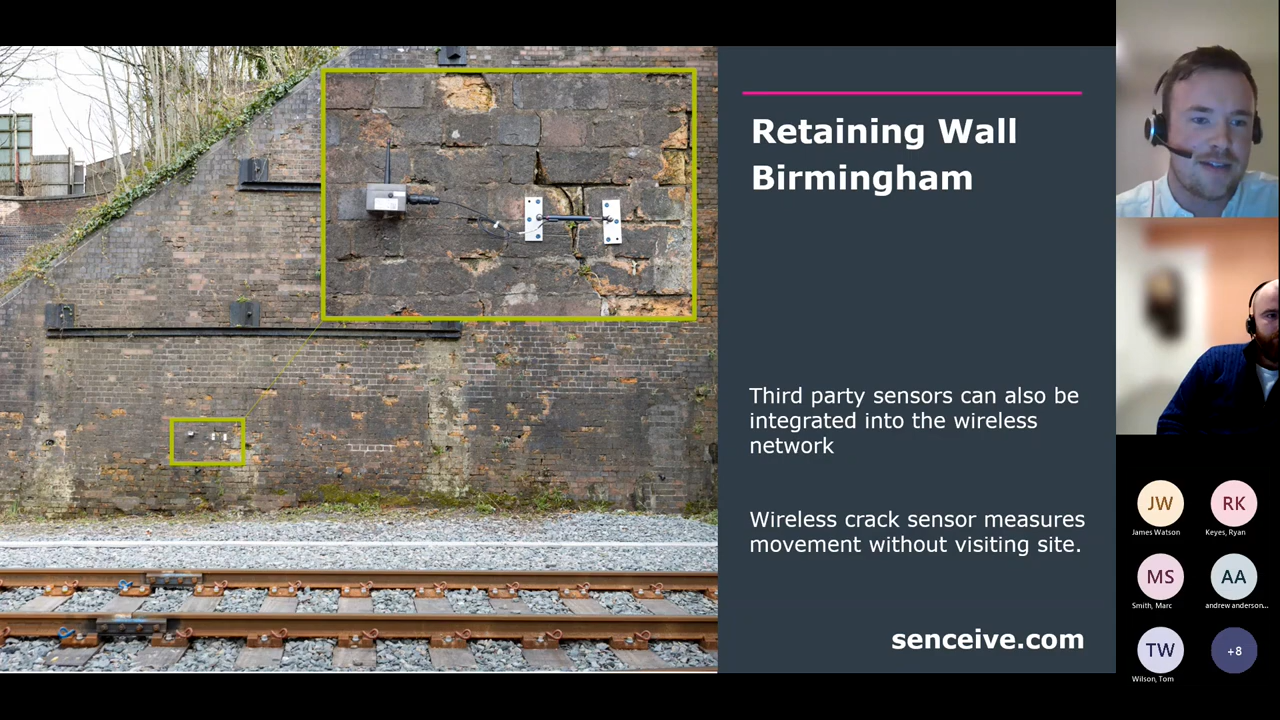 Retaining Wall
Birmingham
Third party sensors can also be
integrated into the wireless
network
Wireless crack sensor measures
movement without visiting site.
senceive.com
JW
RK
James Watson
Keyes, Ryan
MS
AA
Smith, Marc
andrew anderson...
TW
+8
Wilson, Tom